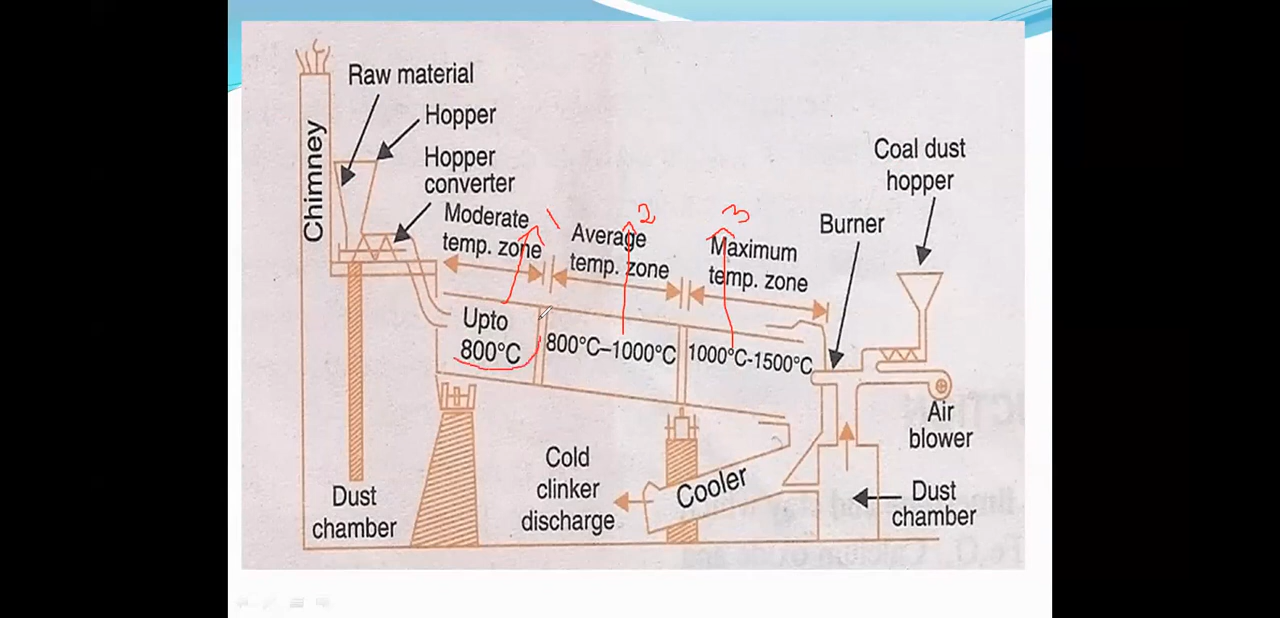 Raw material
Hopper
Hopper
converter
Chimney
Moderate
temp. zone
1
Average
temp. zone
2
Maximum
temp. zone
3
Burner
Coal dust
hopper
Upto
800°C
800°C–1000°C
1000°C-1500°C
Air
blower
Dust
chamber
Cold
clinker
discharge
Cooler
Dust
chamber